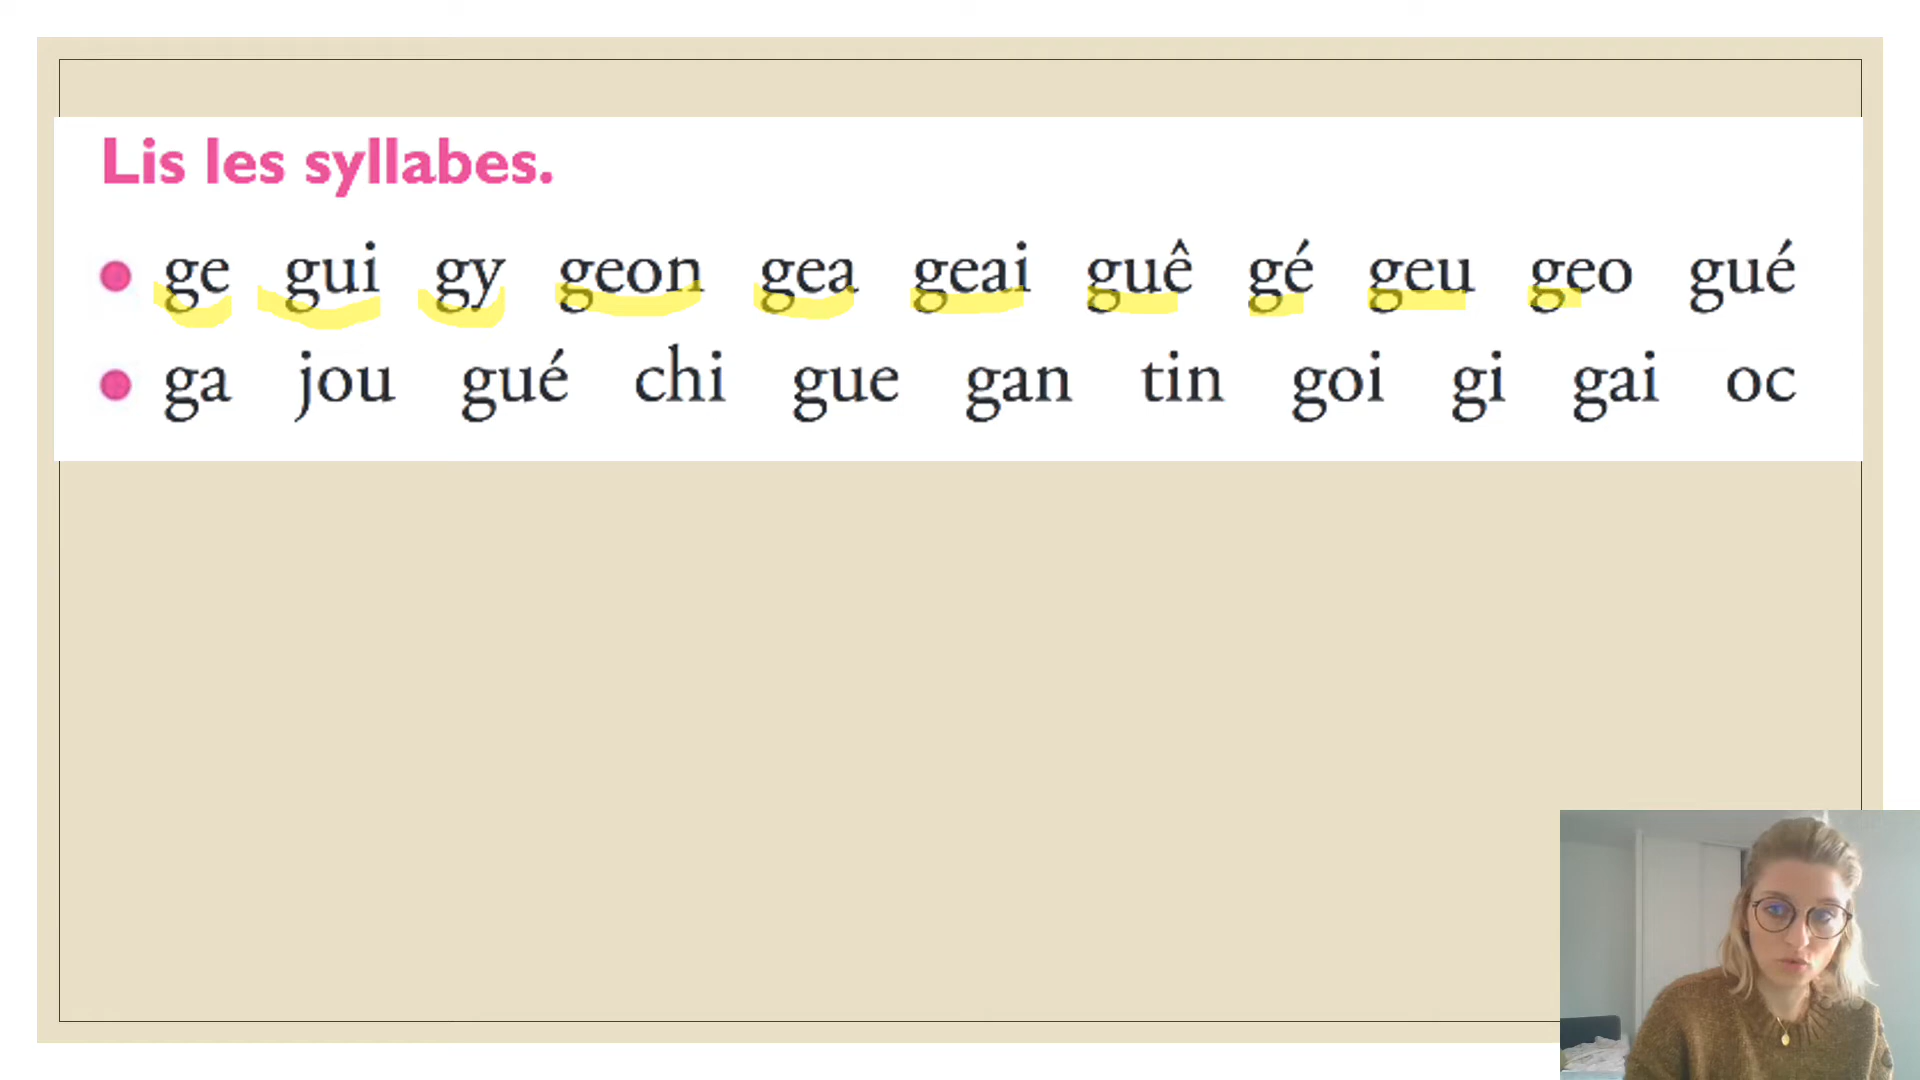 Lis les syllabes.
ge gui gy geon gea geai guê gé geu geo gué
ga jou gué chi gue gan tin goi gi gai oc